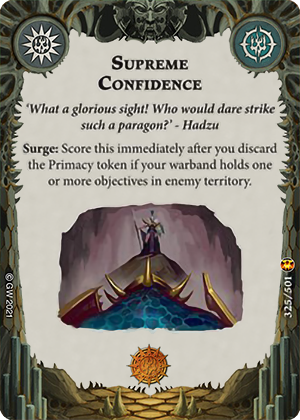 Supreme
Confidence
'What a glorious sight! Who would dare strike
such a paragon?' - Hadzu
Surge: Score this immediately after you discard
the Primacy token if your warband holds one
or more objectives in enemy territory.
© GW 2021
325/501